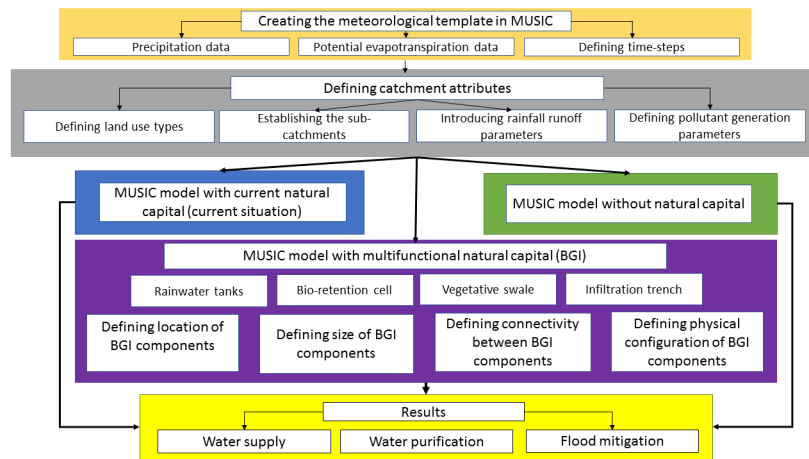 Creating the meteorological template in MUSIC
Precipitation data
Potential evapotranspiration data
Defining time-steps
Defining catchment attributes
Defining land use types
Establishing the sub-
catchments
Introducing rainfall runoff
parameters
Defining pollutant generation
parameters
MUSIC model with current natural
capital (current situation)
MUSIC model without natural capital
MUSIC model with multifunctional natural capital (BGI)
Rainwater tanks
Bio-retention cell
Vegetative swale
Infiltration trench
Defining location of
BGI components
Defining size of BGI
components
Defining connectivity
between BGI
components
Defining physical
configuration of BGI
components
Results
Water supply
Water purification
Flood mitigation